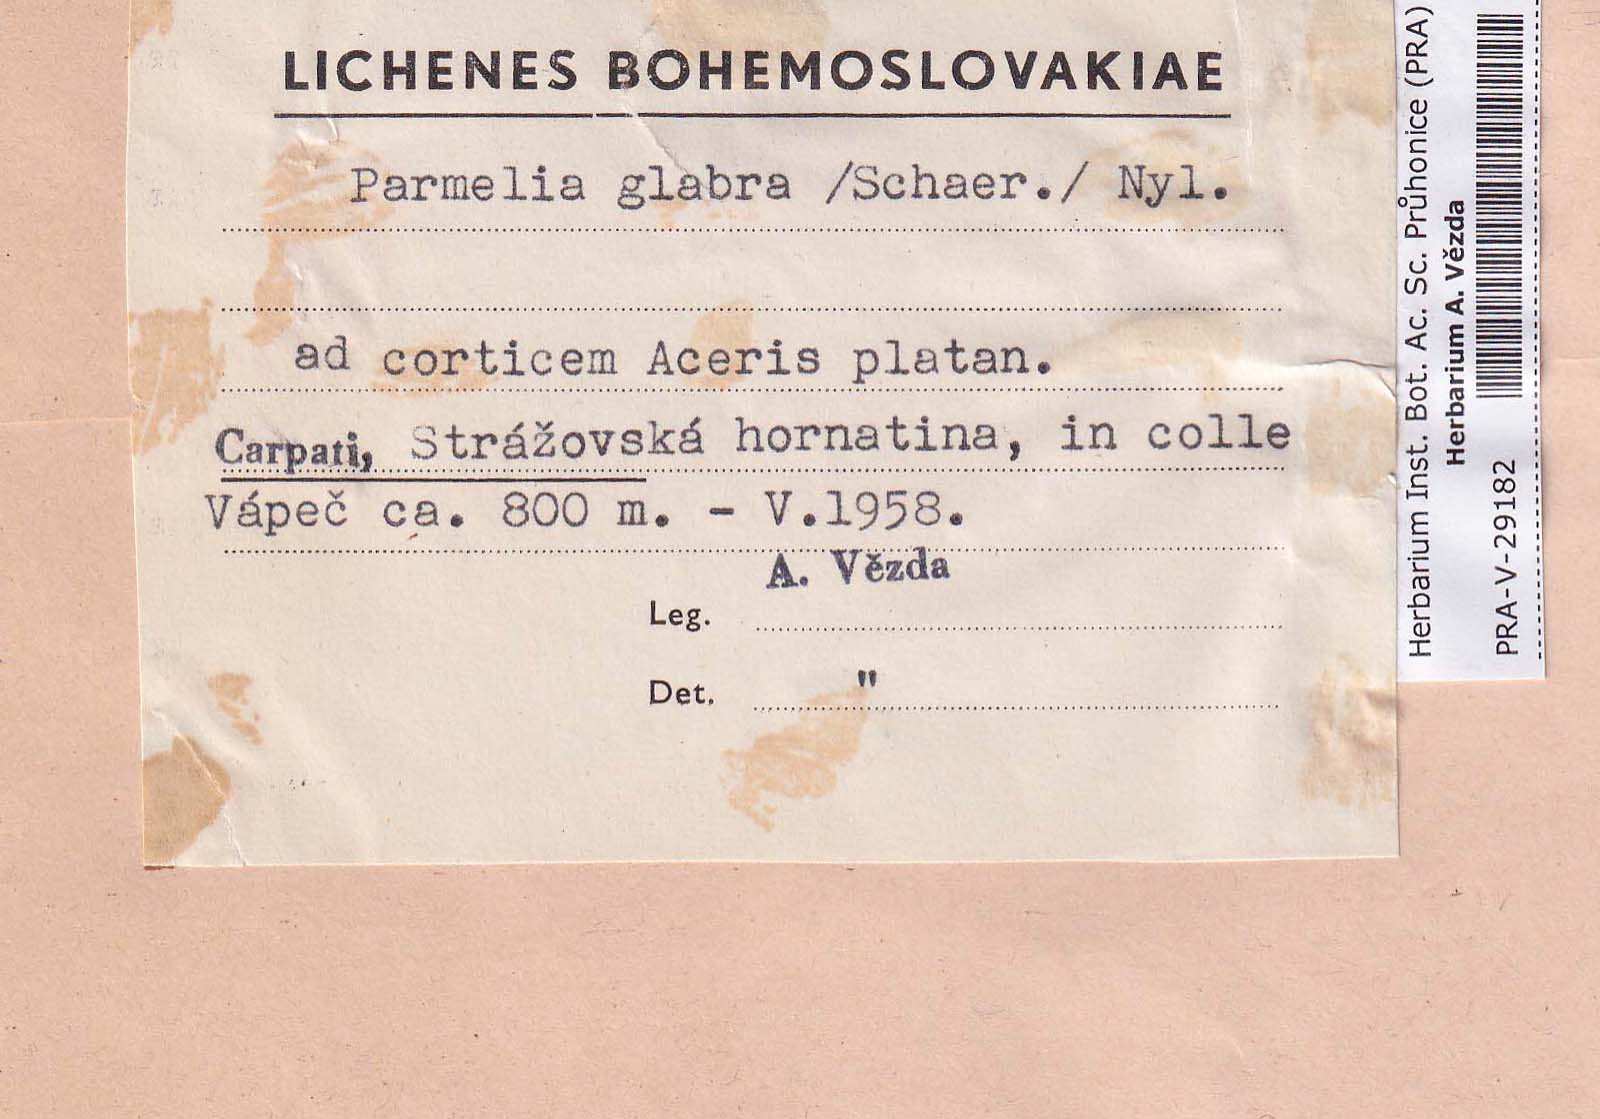 LICHENES BOHEMOSLOVAKIAE
Parmelia glabra /Schaer./ Nyl.
ad corticem Aceris platan.
Carpati, Strážovská hornatina, in colle
Vápeč ca. 800 m. - V.1958.
A. Vězda
Leg.
Det. "
Herbarium Inst. Bot. Ac. Sc. Průhonice (PRA)
Herbarium A. Vězda
PRA-V-29182